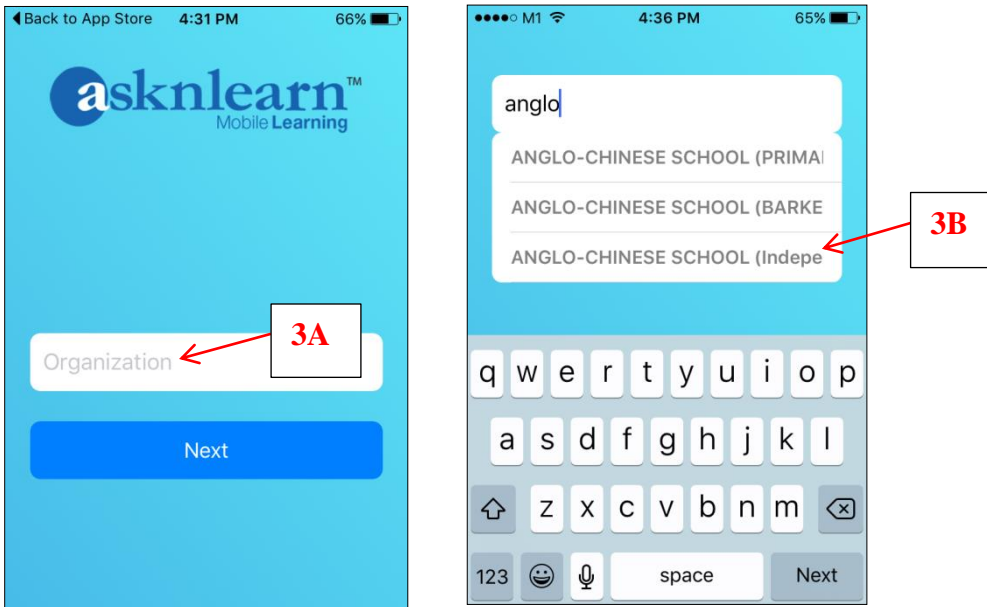 Back to App Store 4:31 PM 66%
asknlearn™
Mobile Learning
3A
Organization
Next
●●●●○ M1 4:36 PM 65%
anglo
ANGLO-CHINESE SCHOOL (PRIMA
ANGLO-CHINESE SCHOOL (BARKE
ANGLO-CHINESE SCHOOL (Indepe
3B
q w e r t y u i o p
a s d f g h j k l
z x c v b n m
123 space Next